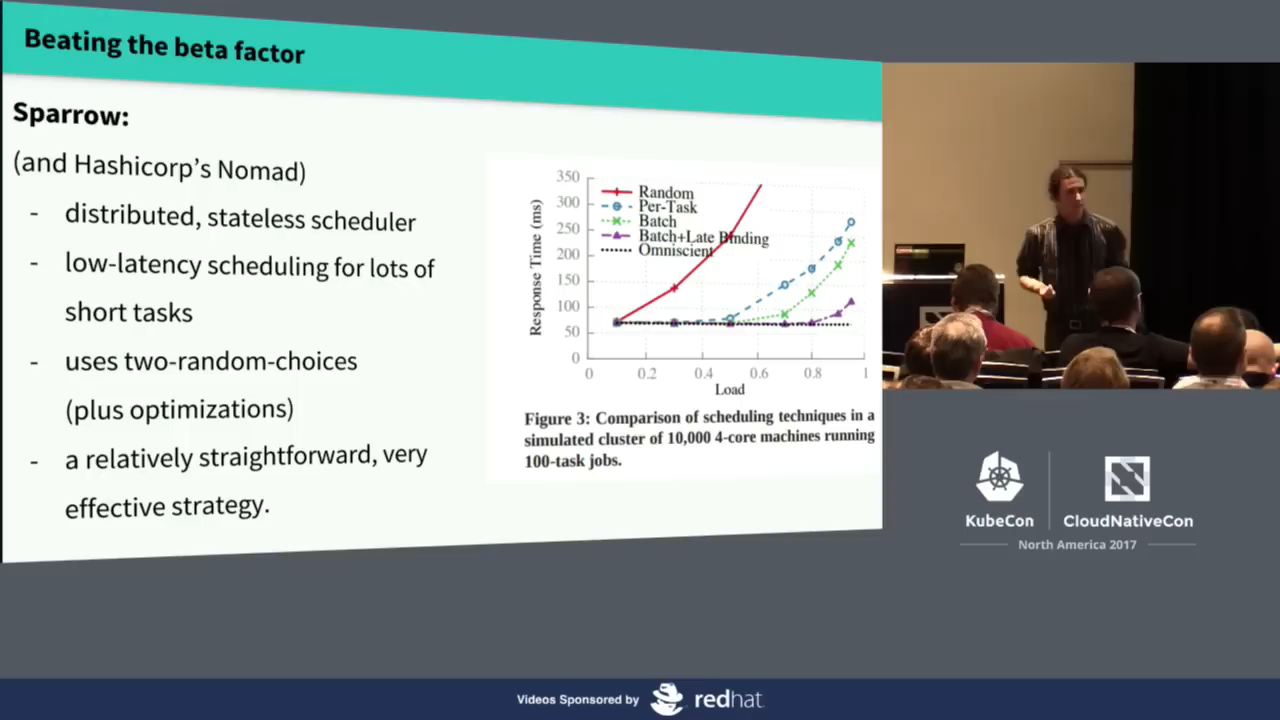 Beating the beta factor
Sparrow:
(and Hashicorp's Nomad)
- distributed, stateless scheduler
- low-latency scheduling for lots of
short tasks
- uses two-random-choices
(plus optimizations)
- a relatively straightforward, very
effective strategy.
350
300
250
200
150
100
50
0
Response Time (ms)
Random
Per-Task
Batch
Batch+Late Binding
Omniscient
0 0.2 0.4 0.6 0.8 1
Load
Figure 3: Comparison of scheduling techniques in a
simulated cluster of 10,000 4-core machines running
100-task jobs.
KubeCon
CloudNativeCon
North America 2017
Videos Sponsored by
redhat